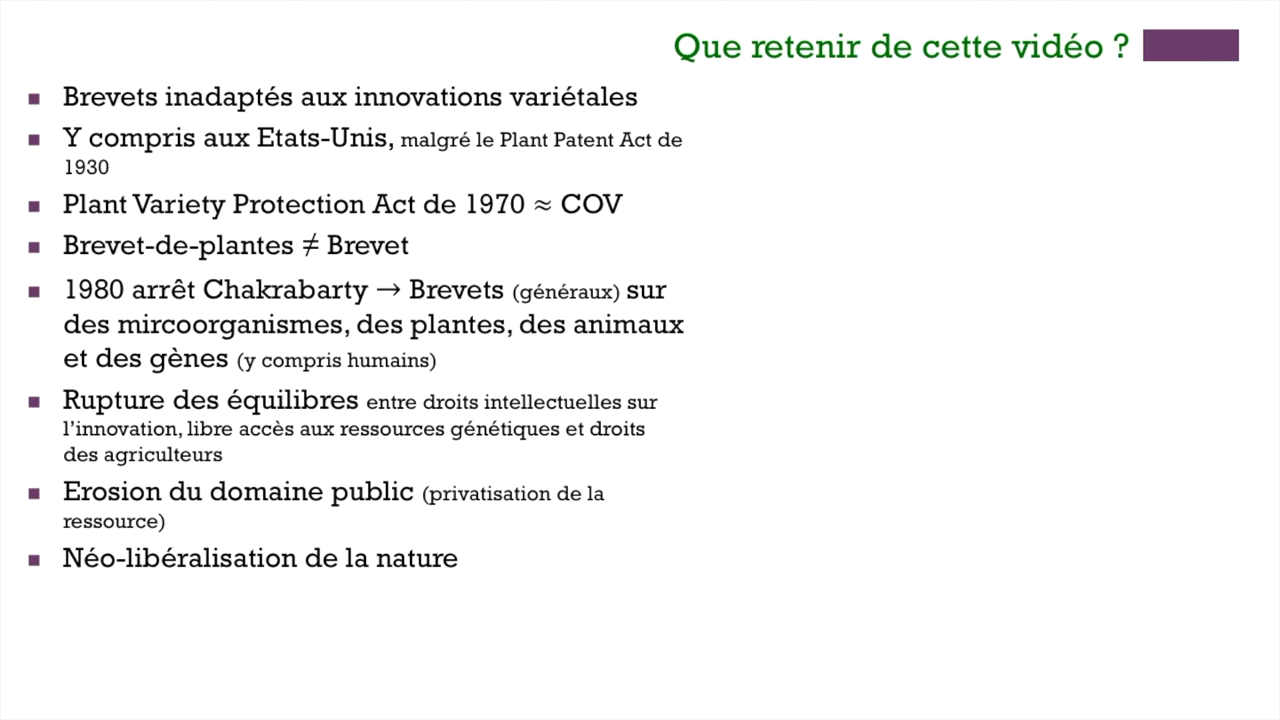 Que retenir de cette vidéo ?
Brevets inadaptés aux innovations variétales
Y compris aux Etats-Unis, malgré le Plant Patent Act de
1930
Plant Variety Protection Act de 1970 ≈ COV
Brevet-de-plantes ≠ Brevet
1980 arrêt Chakrabarty → Brevets (généraux) sur
des mircoorganismes, des plantes, des animaux
et des gènes (y compris humains)
Rupture des équilibres entre droits intellectuelles sur
l'innovation, libre accès aux ressources génétiques et droits
des agriculteurs
Erosion du domaine public (privatisation de la
ressource)
Néo-libéralisation de la nature